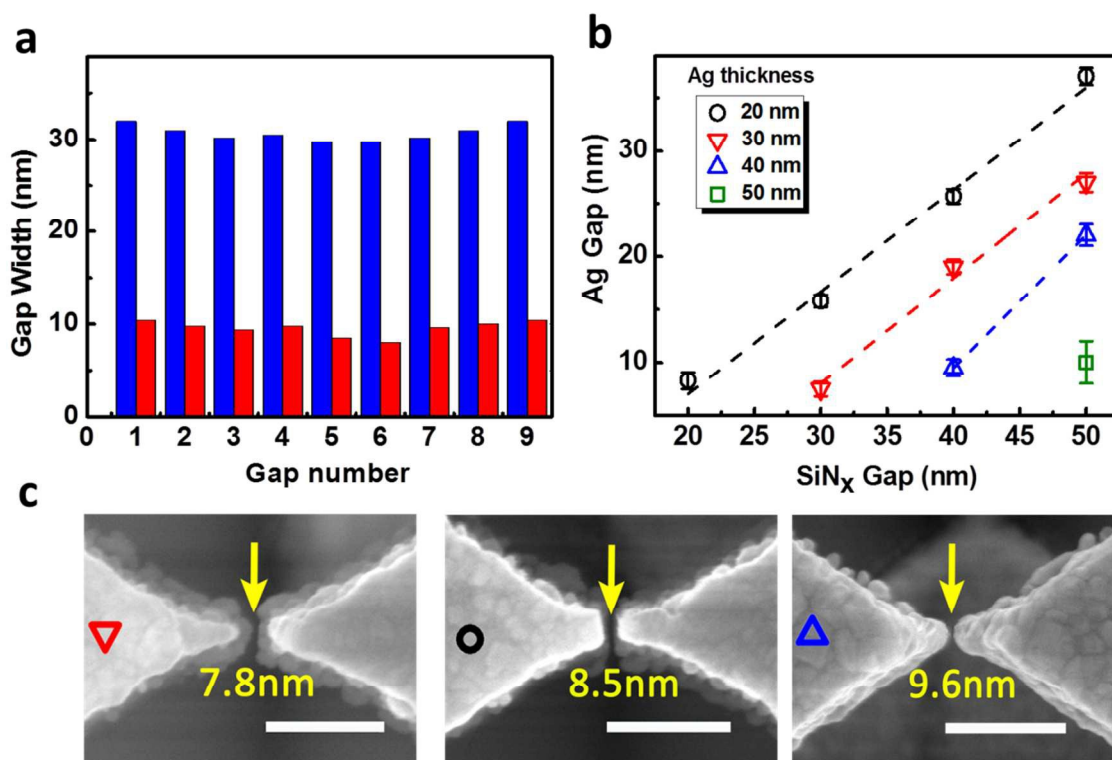 a
Gap Width (nm)
30
20
10
0
0 1 2 3 4 5 6 7 8 9
Gap number
b
Ag thickness
20 nm
30 nm
40 nm
50 nm
Ag Gap (nm)
30
20
10
20 25 30 35 40 45 50
SiNx Gap (nm)
c
7.8nm
8.5nm
9.6nm